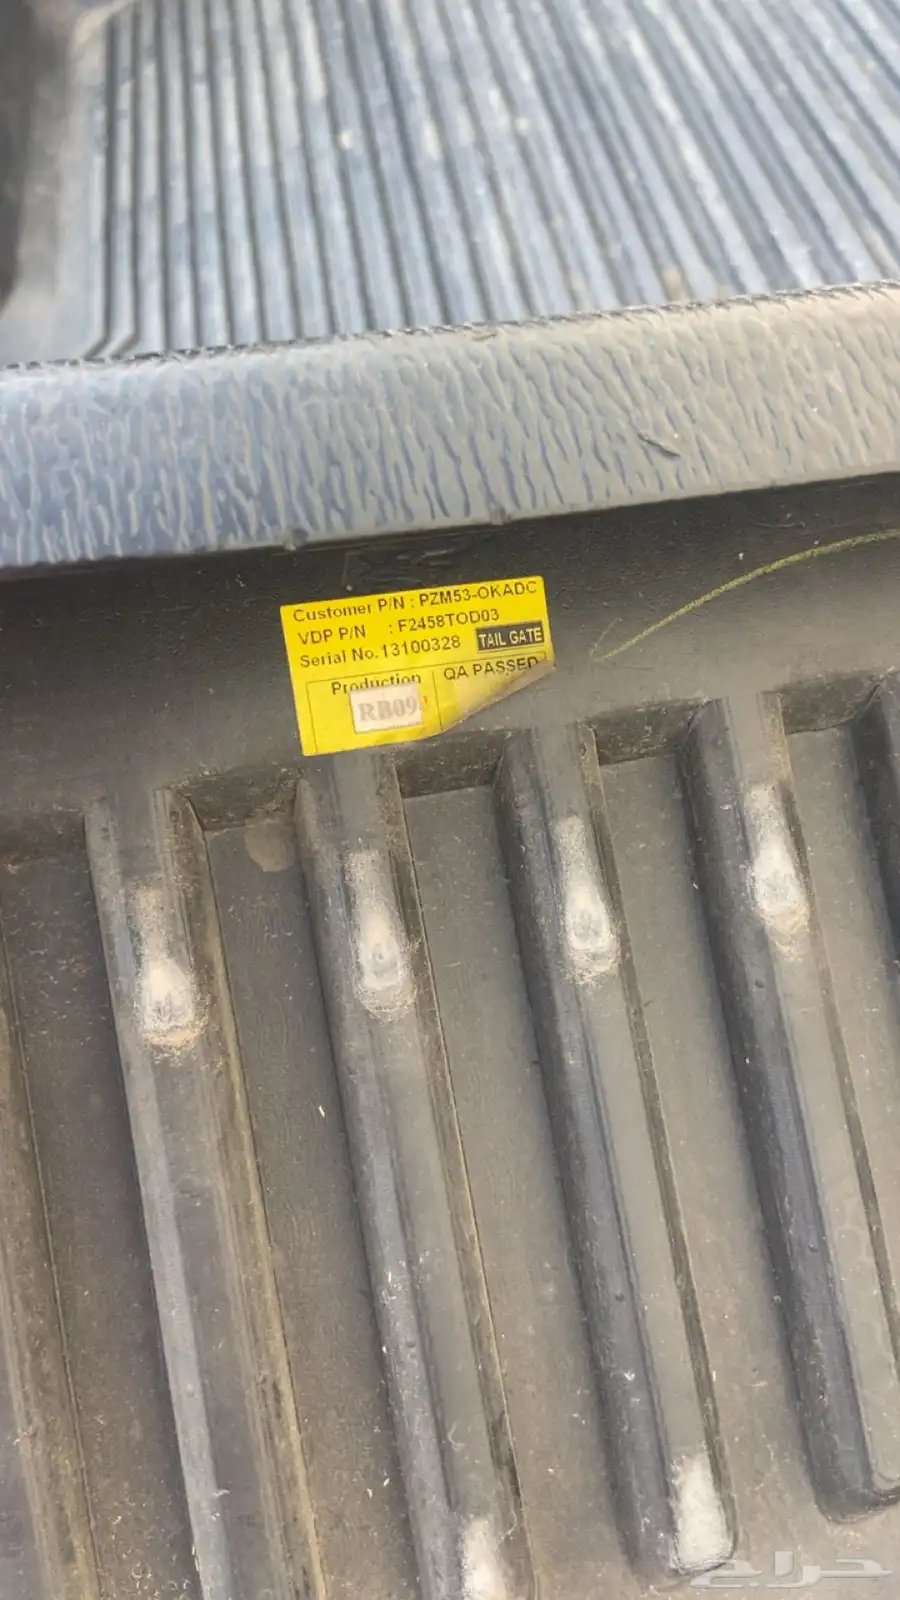 Customer P/N : PZM53-OKADC
VDP P/N : F2458TOD03
Serial No.13100328 TAIL GATE
Production QA PASSED
RB09
حراج